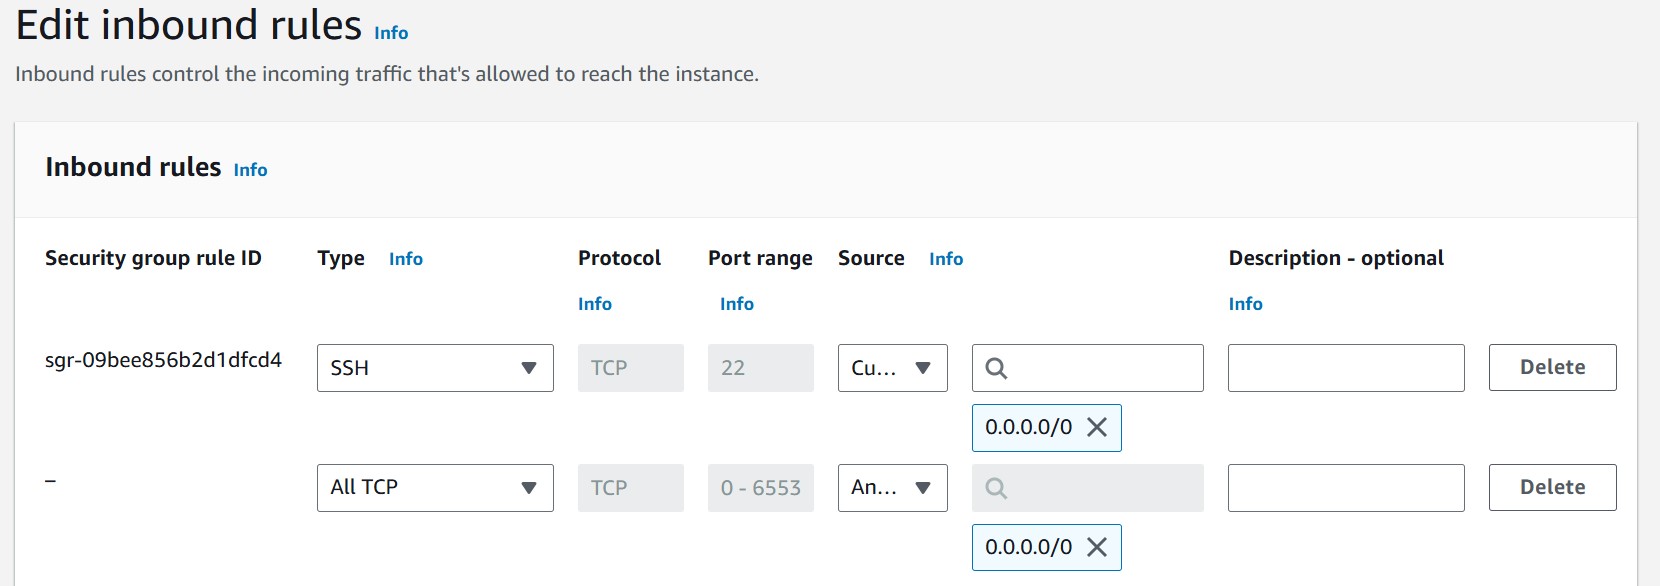 Edit inbound rules Info
Inbound rules control the incoming traffic that's allowed to reach the instance.
Inbound rules Info
Security group rule ID Type Info Protocol Port range Source Info Description - optional
Info Info Info
sgr-09bee856b2d1dfcd4 SSH TCP 22 Cu... Delete
0.0.0.0/0
– All TCP TCP 0 - 6553 An... Delete
0.0.0.0/0